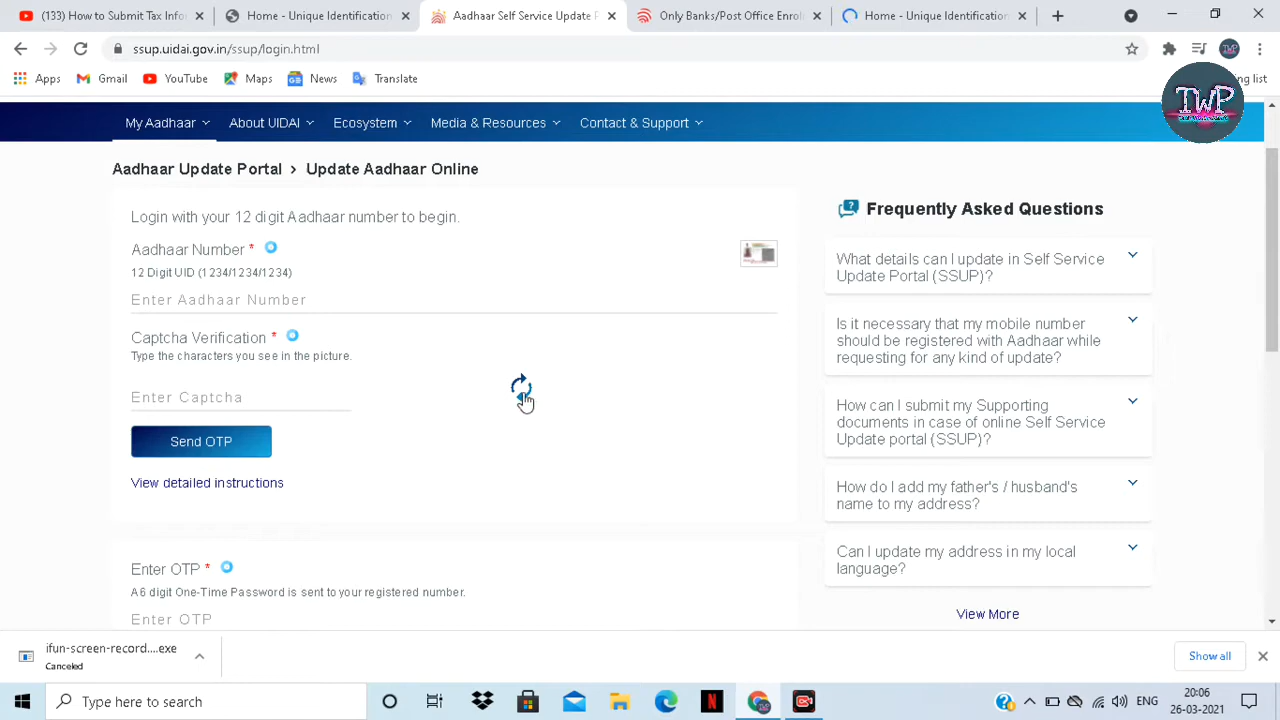 (133) How to Submit Tax Info
Home - Unique Identification
Aadhaar Self Service Update P
Only Banks/Post Office Enroll
Home - Unique Identification
ssup.uidai.gov.in/ssup/login.html
Apps
Gmail
YouTube
Maps
News
Translate
TWP
My Aadhaar
About UIDAI
Ecosystem
Media & Resources
Contact & Support
Aadhaar Update Portal > Update Aadhaar Online
Login with your 12 digit Aadhaar number to begin.
Aadhaar Number *
12 Digit UID (1234/1234/1234)
Enter Aadhaar Number
Captcha Verification *
Type the characters you see in the picture.
Enter Captcha
Send OTP
View detailed instructions
Enter OTP *
A 6 digit One-Time Password is sent to your registered number.
Enter OTP
Frequently Asked Questions
What details can I update in Self Service
Update Portal (SSUP)?
Is it necessary that my mobile number
should be registered with Aadhaar while
requesting for any kind of update?
How can I submit my Supporting
documents in case of online Self Service
Update portal (SSUP)?
How do I add my father's / husband's
name to my address?
Can I update my address in my local
language?
View More
ifun-screen-record....exe
Canceled
Show all
Type here to search
ENG
20:06
26-03-2021